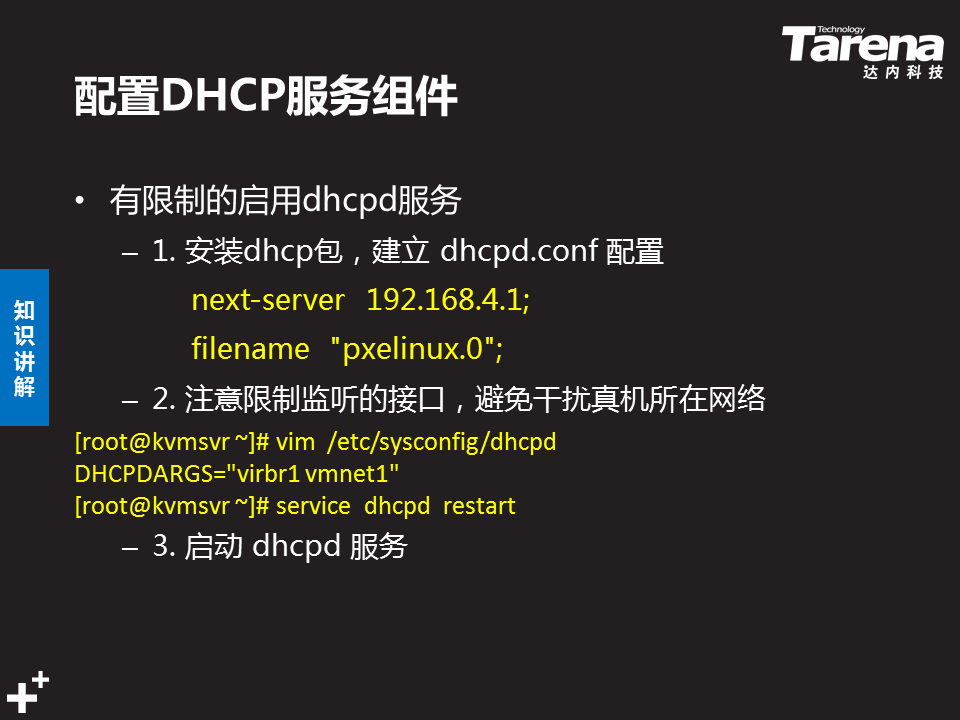 Technology
Tarena
达内科技
配置DHCP服务组件
• 有限制的启用dhcpd服务
– 1. 安装dhcp包，建立 dhcpd.conf 配置
next-server 192.168.4.1;
filename "pxelinux.0";
知识讲解
– 2. 注意限制监听的接口，避免干扰真机所在网络
[root@kvmsvr ~]# vim /etc/sysconfig/dhcpd
DHCPDARGS="virbr1 vmnet1"
[root@kvmsvr ~]# service dhcpd restart
– 3. 启动 dhcpd 服务